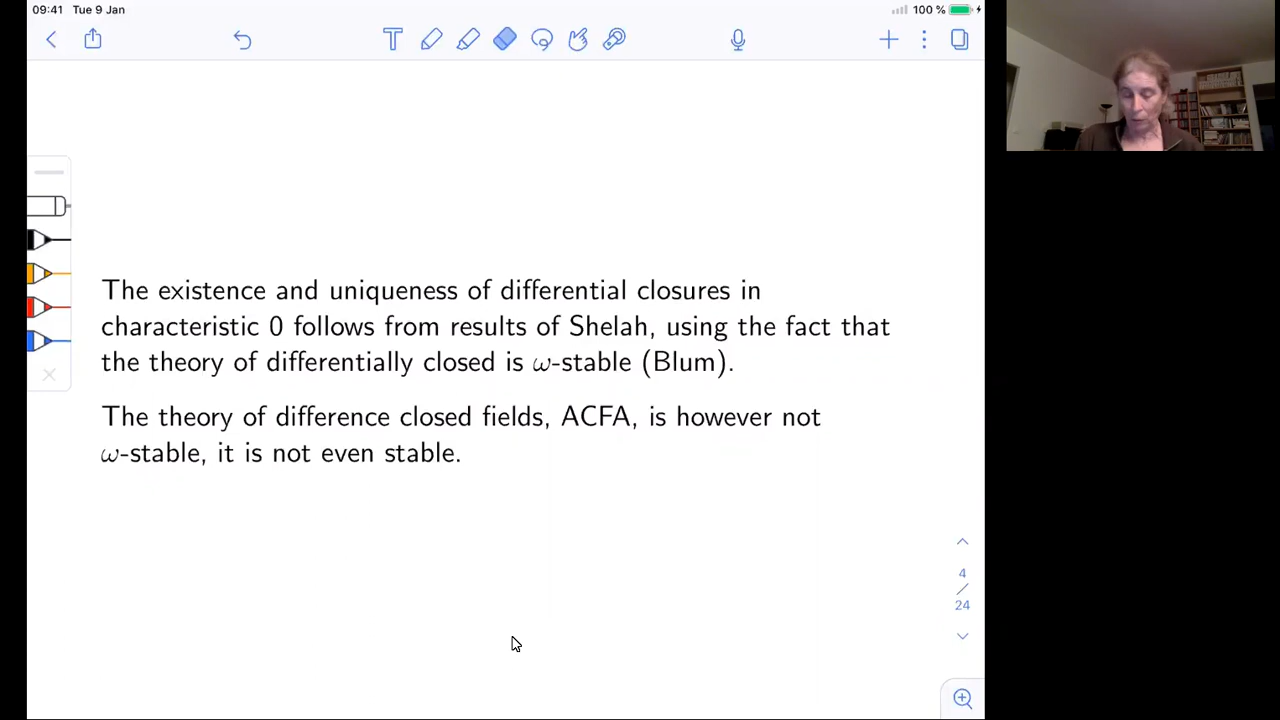 09:41 Tue 9 Jan
100 %
The existence and uniqueness of differential closures in
characteristic 0 follows from results of Shelah, using the fact that
the theory of differentially closed is ω-stable (Blum).
The theory of difference closed fields, ACFA, is however not
ω-stable, it is not even stable.
4
/
24